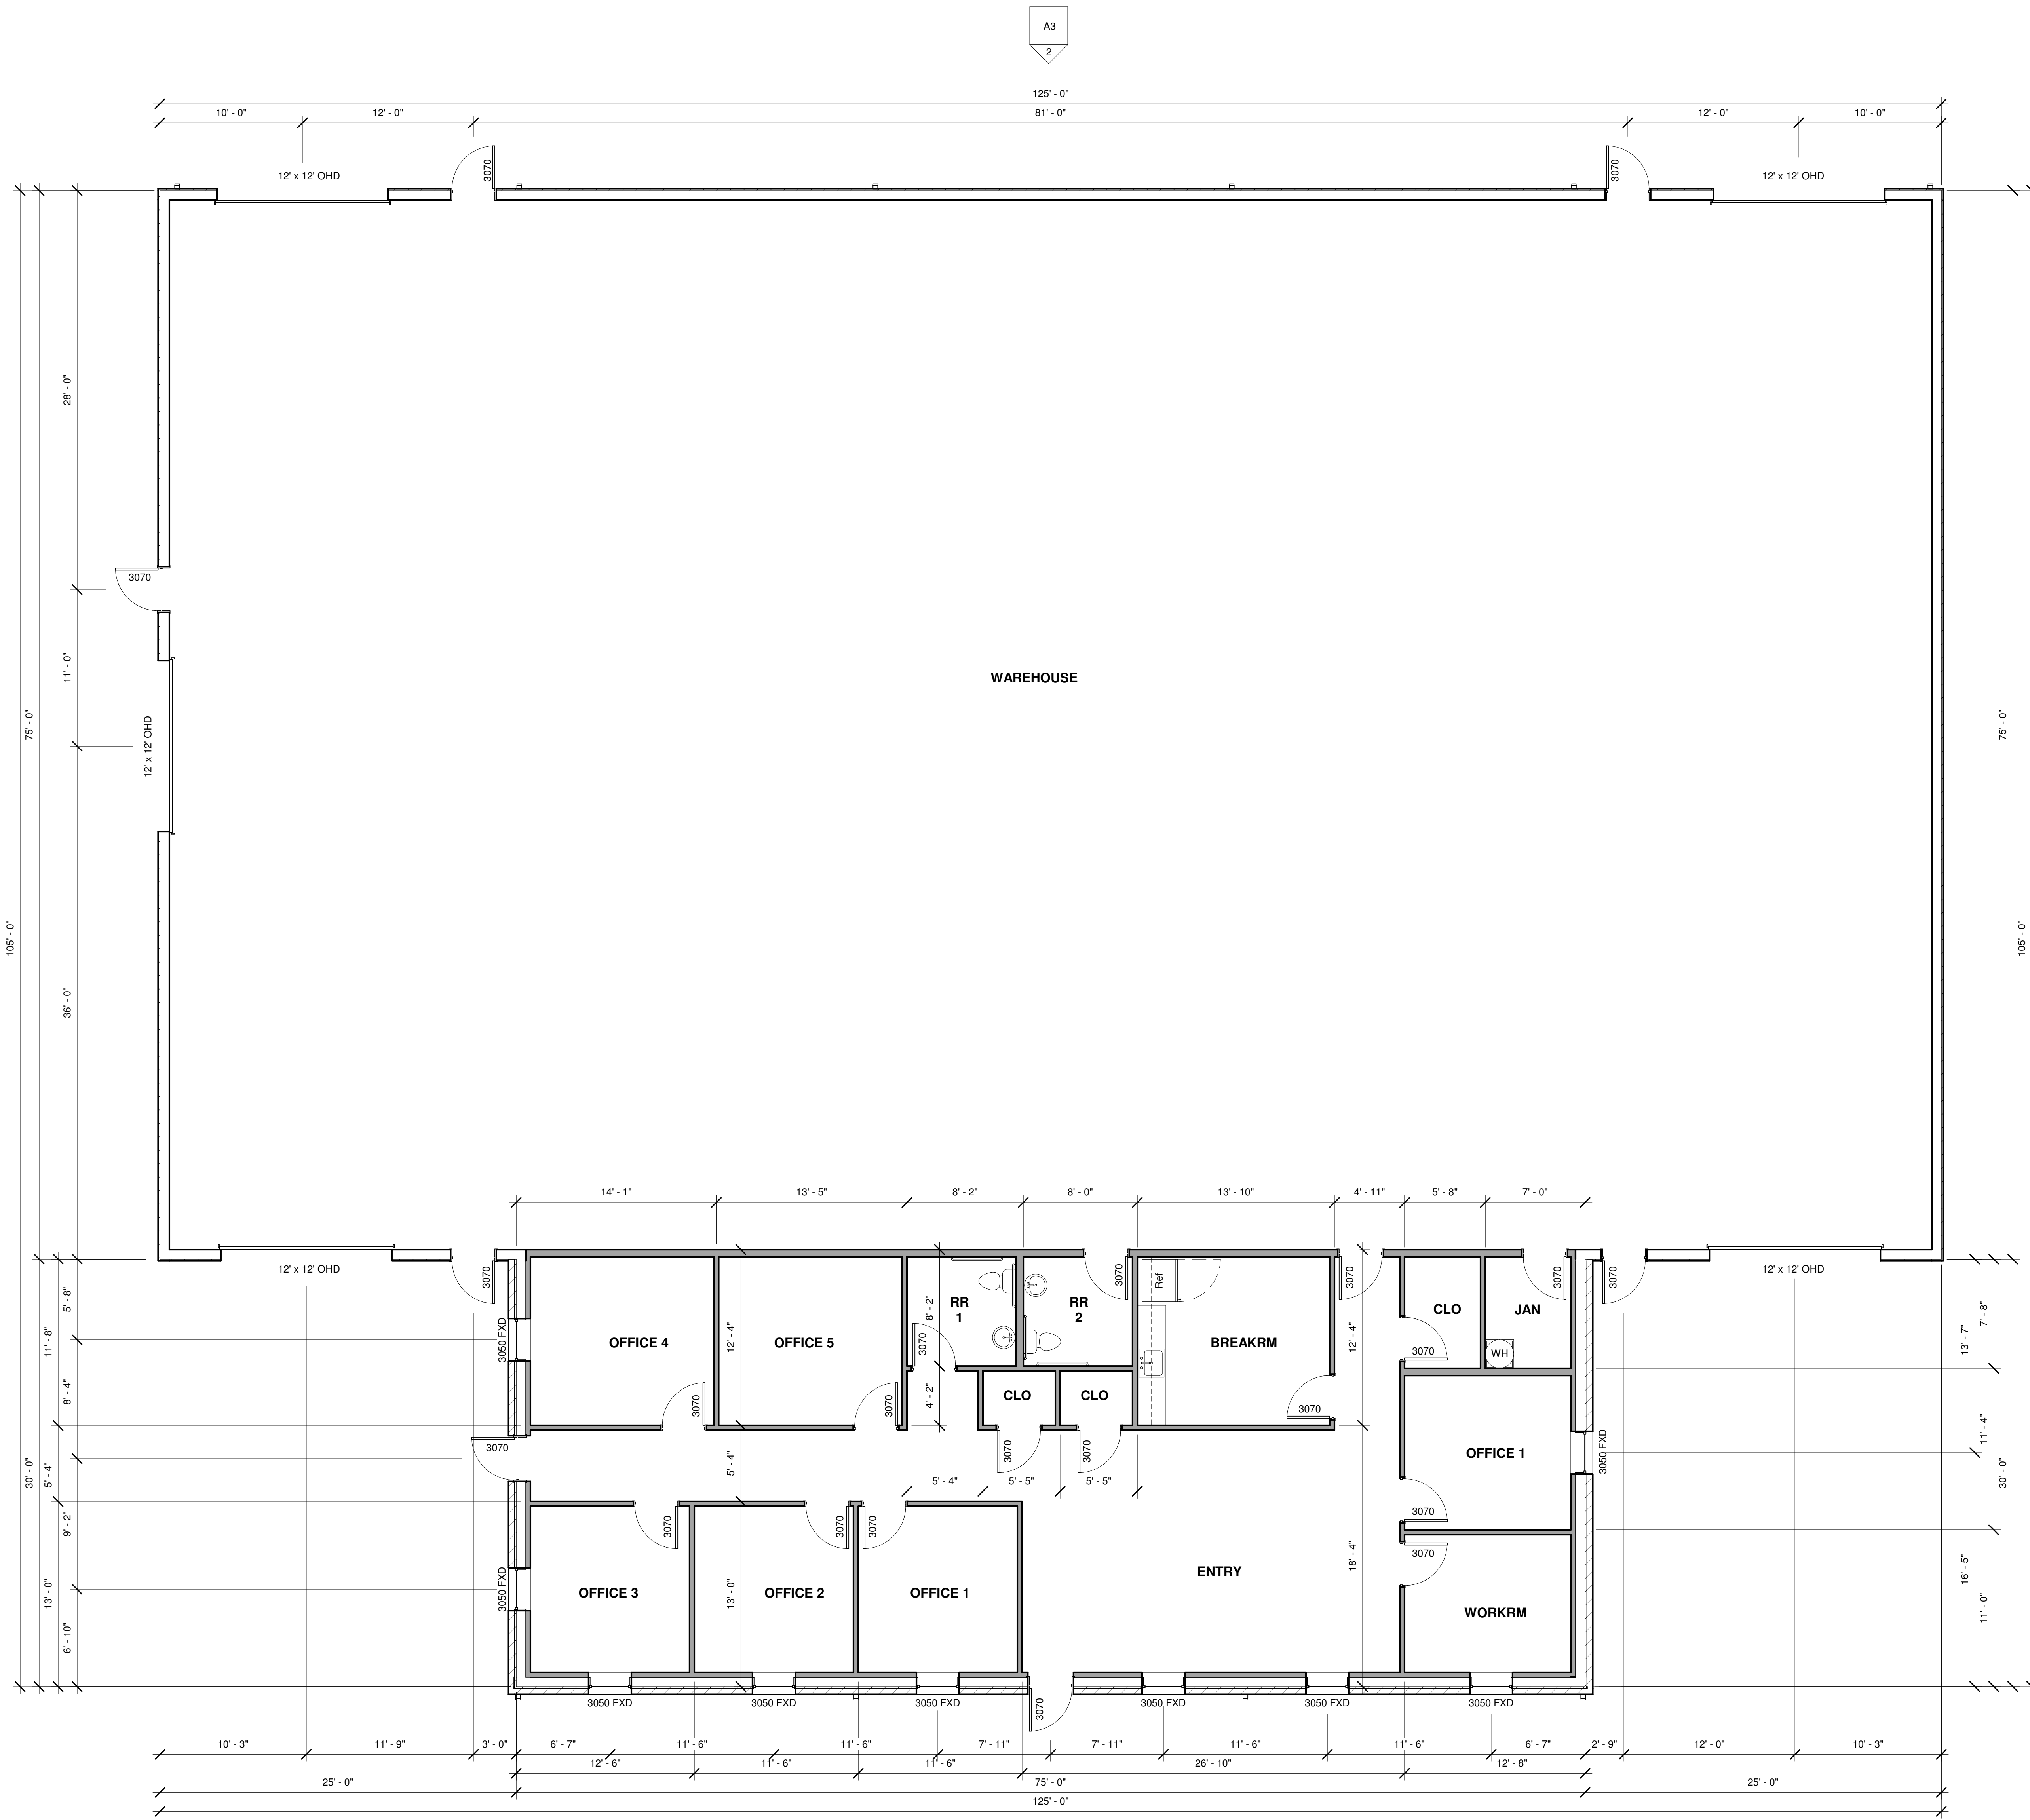 A3
2
125' - 0"
10' - 0"
12' - 0"
81' - 0"
12' - 0"
10' - 0"
12' x 12' OHD
3070
3070
12' x 12' OHD
28' - 0"
3070
11' - 0"
12' x 12' OHD
75' - 0"
36' - 0"
105' - 0"
WAREHOUSE
75' - 0"
105' - 0"
14' - 1"
13' - 5"
8' - 2"
8' - 0"
13' - 10"
4' - 11"
5' - 8"
7' - 0"
12' x 12' OHD
3070
3070
12' x 12' OHD
5' - 8"
11' - 8"
8' - 4"
30' - 0"
5' - 4"
9' - 2"
13' - 0"
6' - 10"
3050 FXD
OFFICE 4
3070
12' - 4"
OFFICE 5
3070
RR
1
8' - 2"
3070
4' - 2"
RR
2
3070
Ref
BREAKRM
3070
3070
12' - 4"
CLO
3070
JAN
3070
WH
CLO
CLO
3070
3070
5' - 4"
5' - 5"
5' - 5"
3070
5' - 4"
OFFICE 1
3070
3050 FXD
7' - 8"
13' - 7"
11' - 4"
30' - 0"
16' - 5"
11' - 0"
3070
3070
3070
3070
3050 FXD
OFFICE 3
13' - 0"
OFFICE 2
OFFICE 1
ENTRY
18' - 4"
WORKRM
3050 FXD
3050 FXD
3050 FXD
3070
3050 FXD
3050 FXD
3050 FXD
10' - 3"
11' - 9"
3' - 0"
6' - 7"
11' - 6"
11' - 6"
7' - 11"
7' - 11"
11' - 6"
11' - 6"
6' - 7"
2' - 9"
12' - 0"
10' - 3"
12' - 6"
11' - 6"
11' - 6"
26' - 10"
12' - 8"
25' - 0"
75' - 0"
25' - 0"
125' - 0"